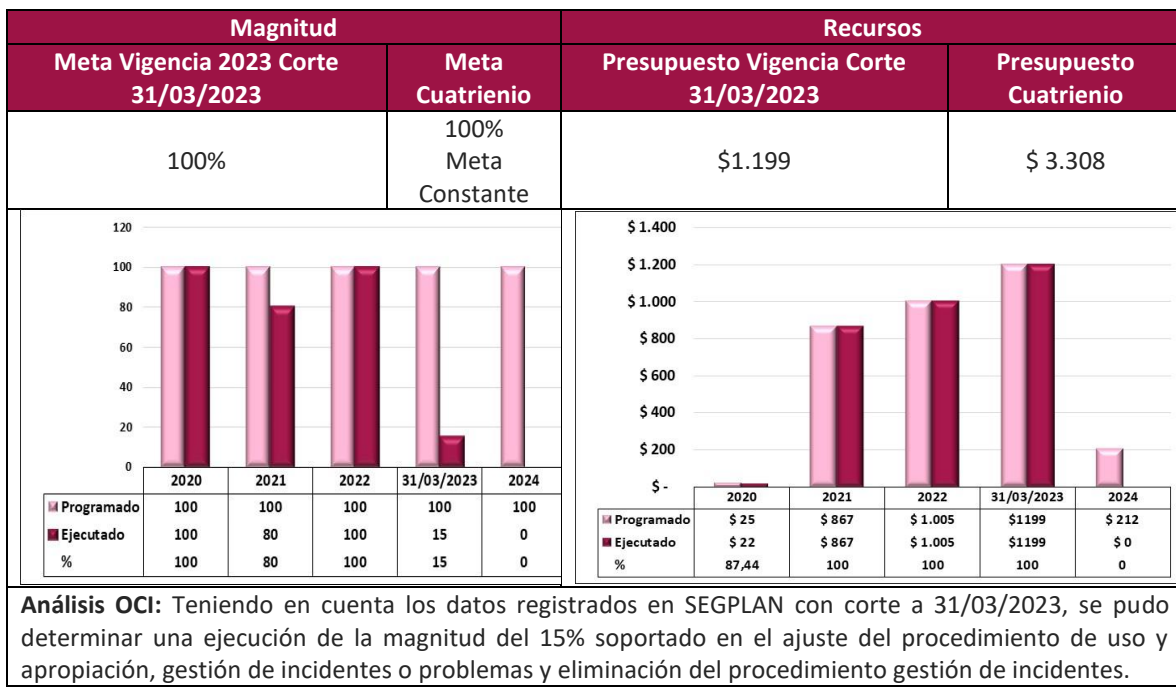 Magnitud
Recursos
Meta Vigencia 2023 Corte
31/03/2023
Meta
Cuatrienio
Presupuesto Vigencia Corte
31/03/2023
Presupuesto
Cuatrienio
100%
100%
Meta
Constante
$1.199
$ 3.308
120
100
80
60
40
20
0
2020 2021 2022 31/03/2023 2024
Programado 100 100 100 100 100
Ejecutado 100 80 100 15 0
% 100 80 100 15 0
$ 1.400
$ 1.200
$ 1.000
$ 800
$ 600
$ 400
$ 200
$ -
2020 2021 2022 31/03/2023 2024
Programado $ 25 $ 867 $ 1.005 $1199 $ 212
Ejecutado $ 22 $ 867 $ 1.005 $1199 $ 0
% 87,44 100 100 100 0
Análisis OCI: Teniendo en cuenta los datos registrados en SEGPLAN con corte a 31/03/2023, se pudo
determinar una ejecución de la magnitud del 15% soportado en el ajuste del procedimiento de uso y
apropiación, gestión de incidentes o problemas y eliminación del procedimiento gestión de incidentes.